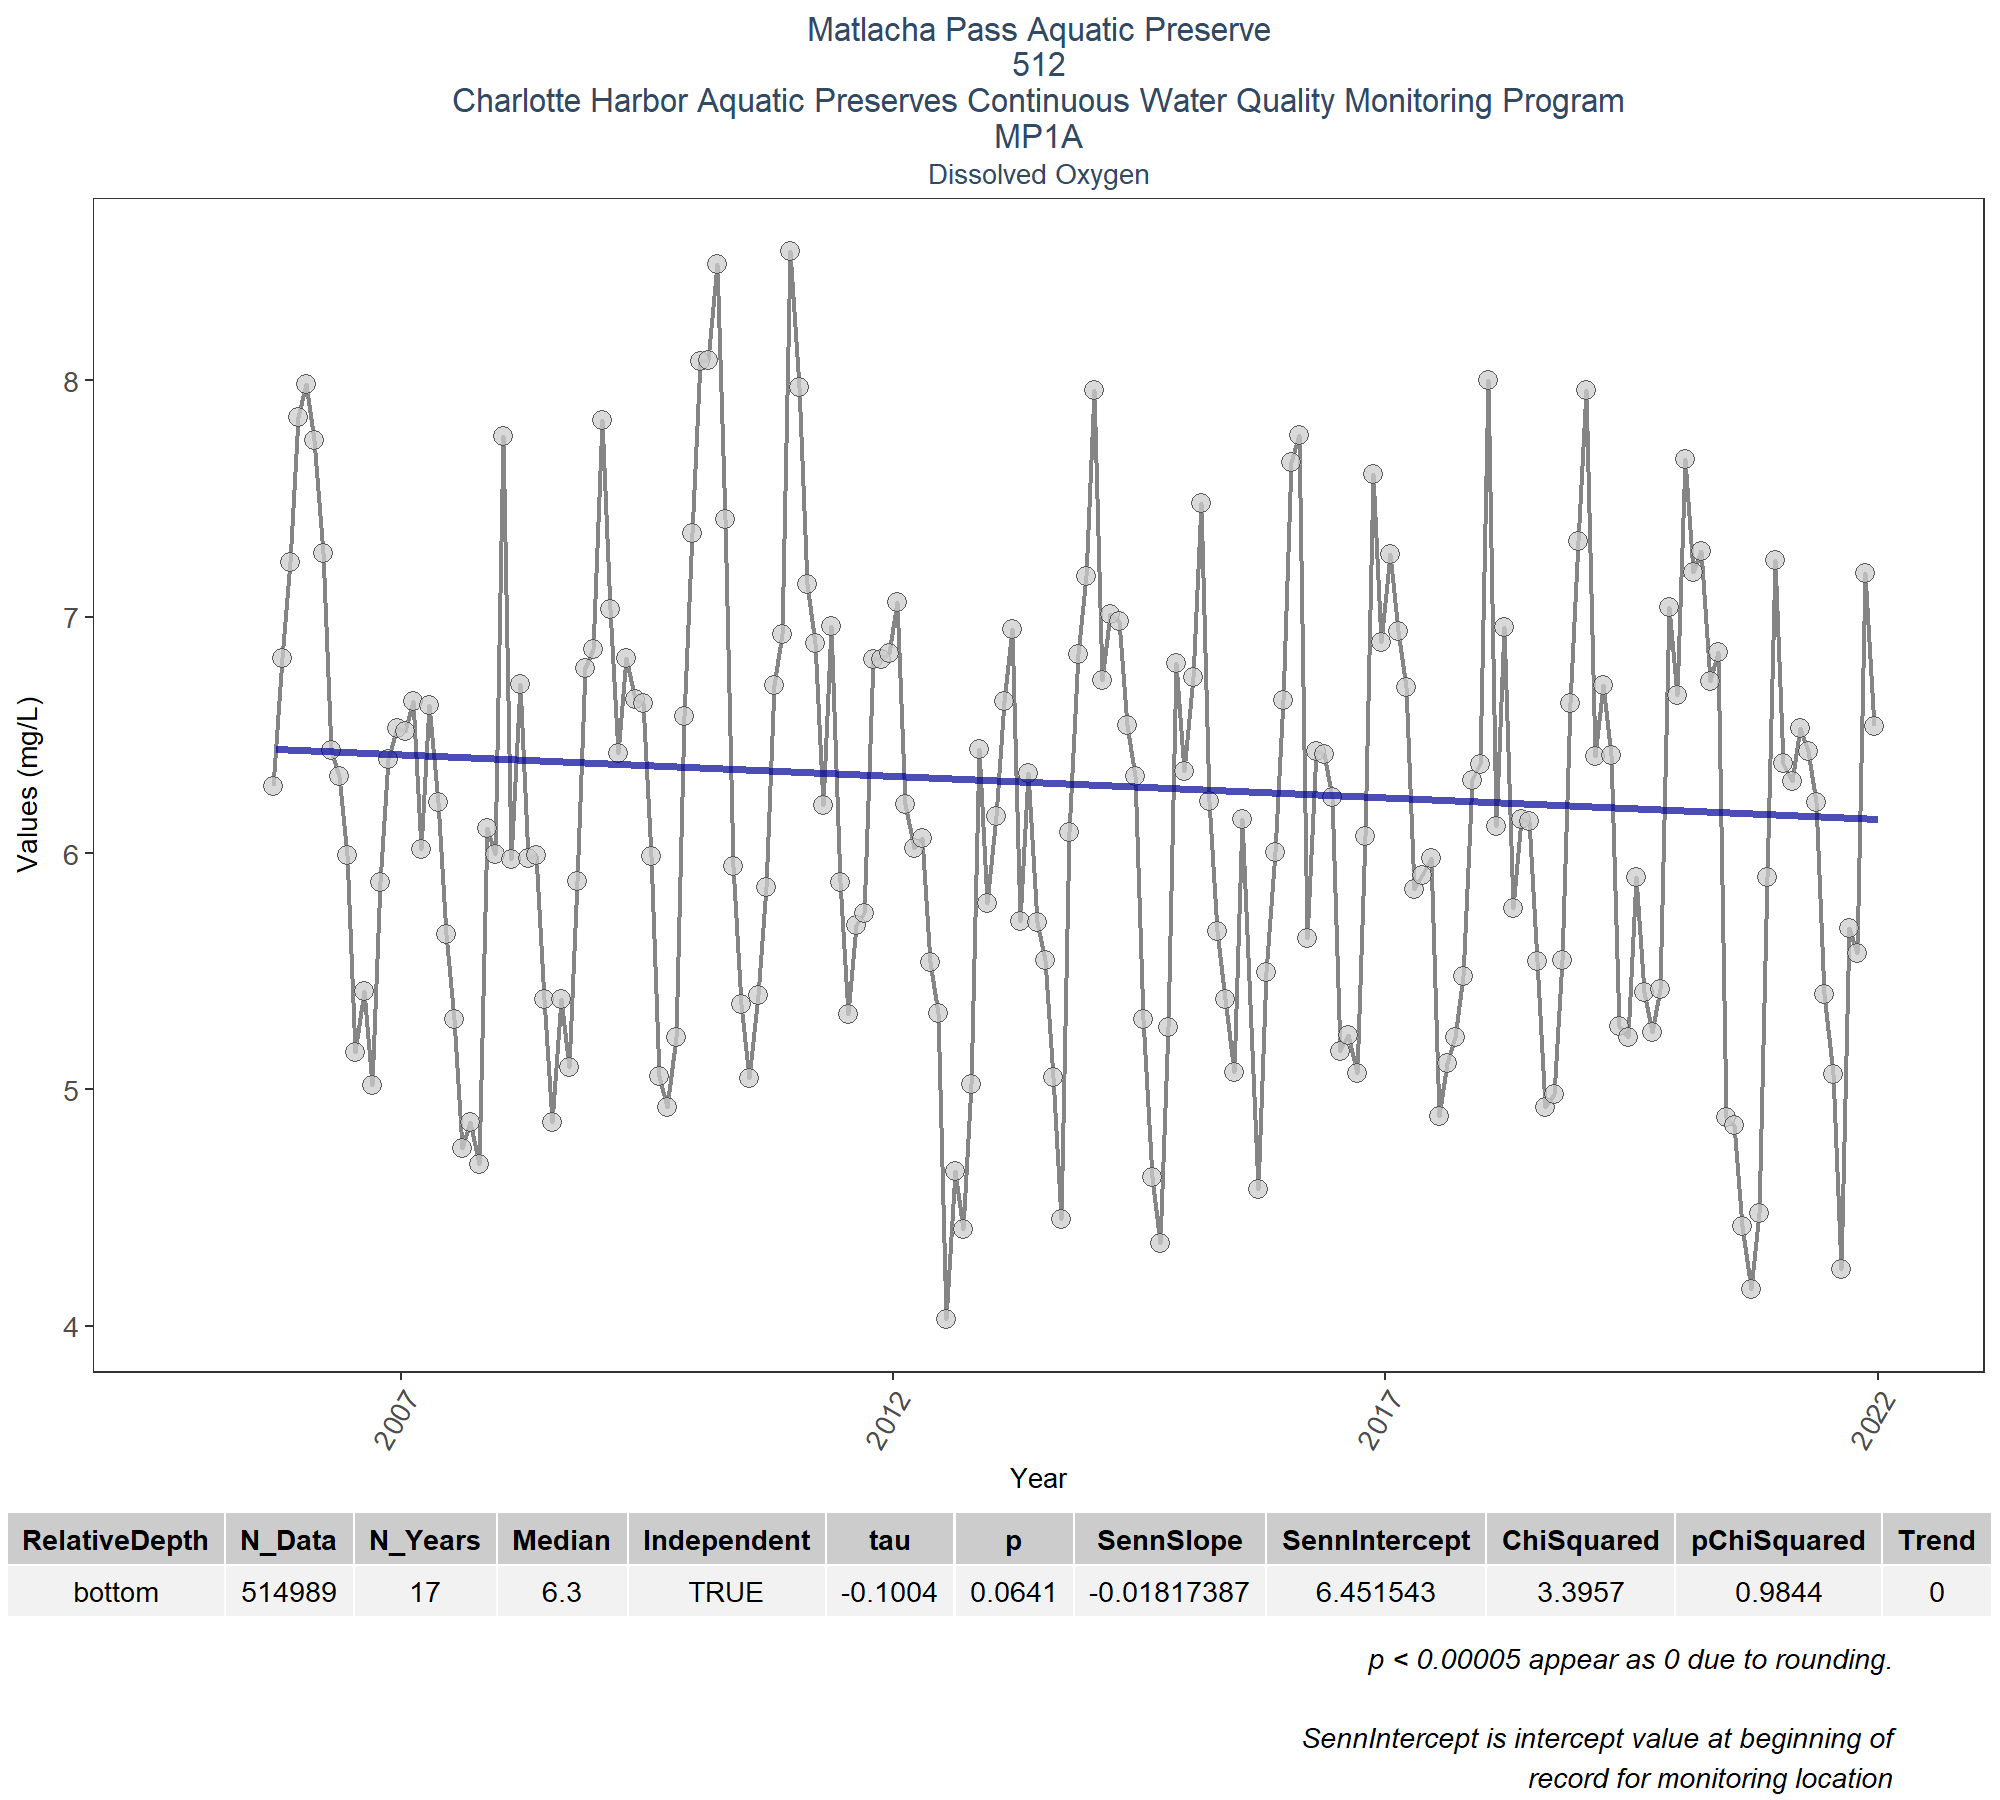 Matlacha Pass Aquatic Preserve
512
Charlotte Harbor Aquatic Preserves Continuous Water Quality Monitoring Program
MP1A
Dissolved Oxygen
Values (mg/L)
8
7
6
5
4
2007
2012
2017
2022
Year
RelativeDepth N_Data N_Years Median Independent tau p SennSlope SennIntercept ChiSquared pChiSquared Trend
bottom 514989 17 6.3 TRUE -0.1004 0.0641 -0.01817387 6.451543 3.3957 0.9844 0
p < 0.00005 appear as 0 due to rounding.
SennIntercept is intercept value at beginning of
record for monitoring location